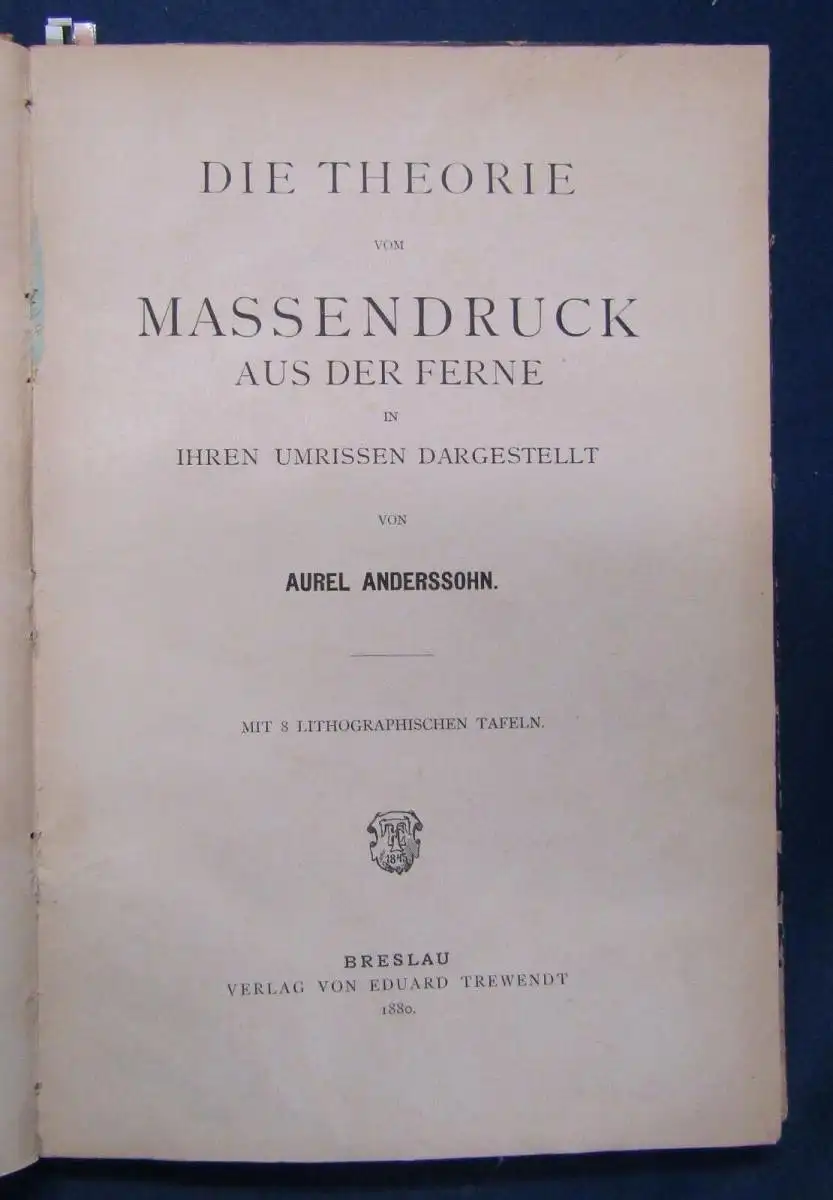 DIE THEORIE
VOM
MASSENDRUCK
AUS DER FERNE
IN
IHREN UMRISSEN DARGESTELLT
VON
AUREL ANDERSSOHN.
MIT 8 LITHOGRAPHISCHEN TAFELN.
1845
BRESLAU
VERLAG VON EDUARD TREWENDT
1880.